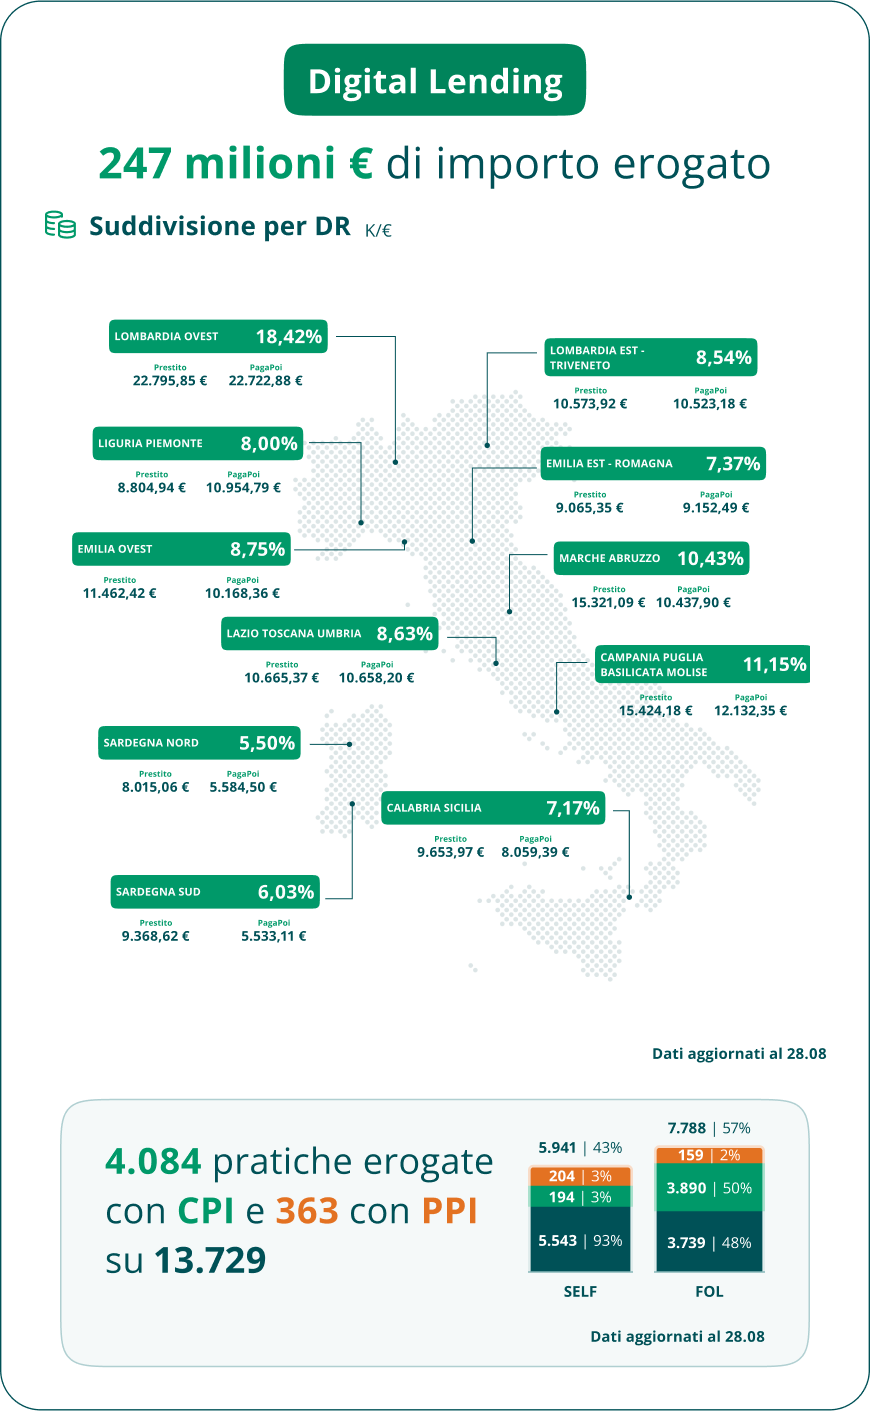 Digital Lending
247 milioni € di importo erogato
Suddivisione per DR K/€
LOMBARDIA OVEST 18,42%
Prestito PagaPoi
22.795,85 € 22.722,88 €
LOMBARDIA EST -
TRIVENETO 8,54%
Prestito PagaPoi
10.573,92 € 10.523,18 €
LIGURIA PIEMONTE 8,00%
Prestito PagaPoi
8.804,94 € 10.954,79 €
EMILIA EST - ROMAGNA 7,37%
Prestito PagaPoi
9.065,35 € 9.152,49 €
EMILIA OVEST 8,75%
Prestito PagaPoi
11.462,42 € 10.168,36 €
MARCHE ABRUZZO 10,43%
Prestito PagaPoi
15.321,09 € 10.437,90 €
LAZIO TOSCANA UMBRIA 8,63%
Prestito PagaPoi
10.665,37 € 10.658,20 €
CAMPANIA PUGLIA
BASILICATA MOLISE 11,15%
Prestito PagaPoi
15.424,18 € 12.132,35 €
SARDEGNA NORD 5,50%
Prestito PagaPoi
8.015,06 € 5.584,50 €
CALABRIA SICILIA 7,17%
Prestito PagaPoi
9.653,97 € 8.059,39 €
SARDEGNA SUD 6,03%
Prestito PagaPoi
9.368,62 € 5.533,11 €
Dati aggiornati al 28.08
4.084 pratiche erogate
con CPI e 363 con PPI
su 13.729
5.941 | 43%
204 | 3%
194 | 3%
5.543 | 93%
SELF
7.788 | 57%
159 | 2%
3.890 | 50%
3.739 | 48%
FOL
Dati aggiornati al 28.08